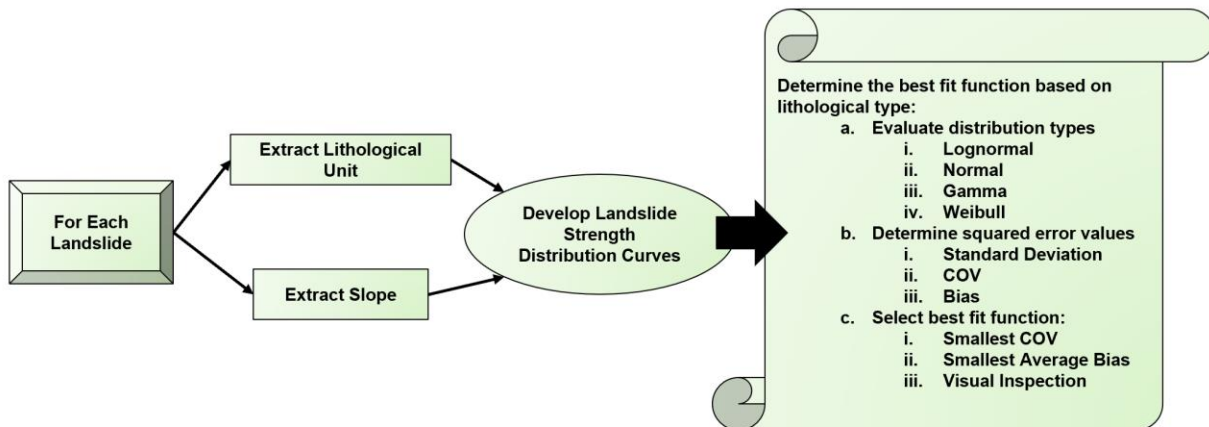 For Each
Landslide
Extract Lithological
Unit
Extract Slope
Develop Landslide
Strength
Distribution Curves
Determine the best fit function based on
lithological type:
a. Evaluate distribution types
i. Lognormal
ii. Normal
iii. Gamma
iv. Weibull
b. Determine squared error values
i. Standard Deviation
ii. COV
iii. Bias
c. Select best fit function:
i. Smallest COV
ii. Smallest Average Bias
iii. Visual Inspection